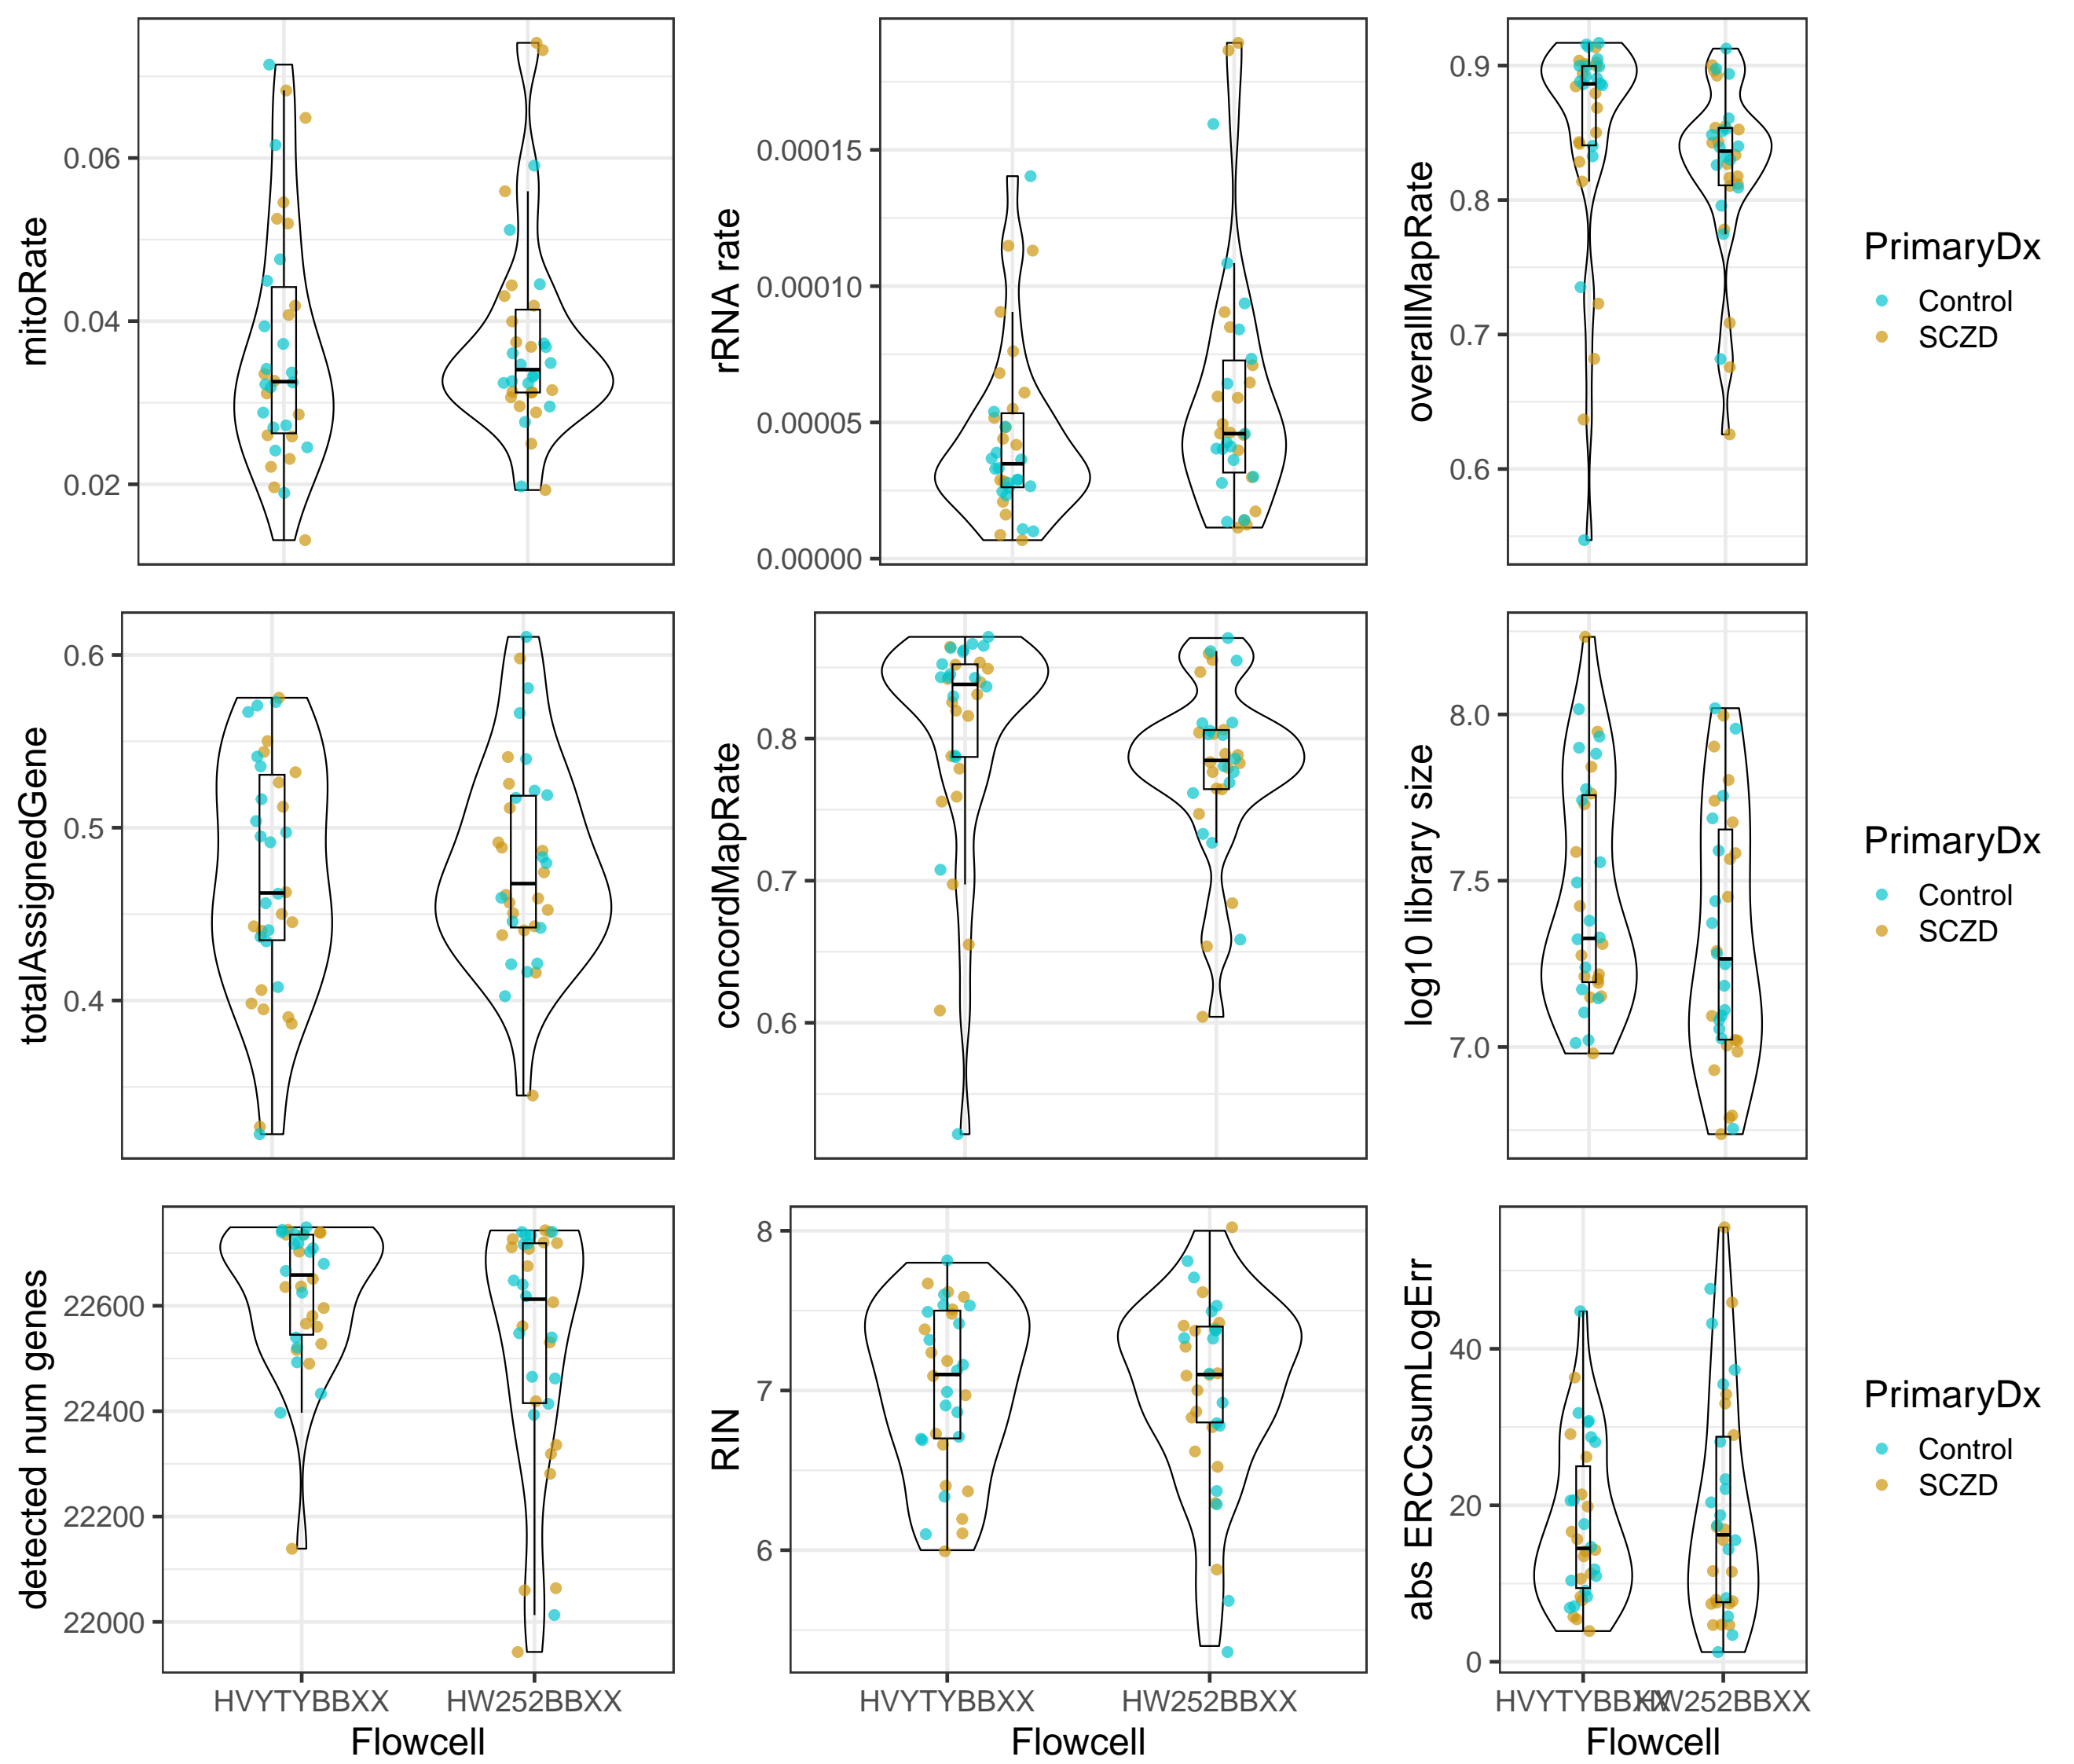 mitoRate
0.06
0.04
0.02
rRNA rate
0.00015
0.00010
0.00005
0.00000
overallMapRate
0.9
0.8
0.7
0.6
PrimaryDx
Control
SCZD
totalAssignedGene
0.6
0.5
0.4
concordMapRate
0.8
0.7
0.6
log10 library size
8.0
7.5
7.0
PrimaryDx
Control
SCZD
detected num genes
22600
22400
22200
22000
HVYTYBBXX
HW252BBXX
Flowcell
RIN
8
7
6
HVYTYBBXX
HW252BBXX
Flowcell
abs ERCCsumLogErr
40
20
0
HVYTYBBXX
HW252BBXX
Flowcell
PrimaryDx
Control
SCZD